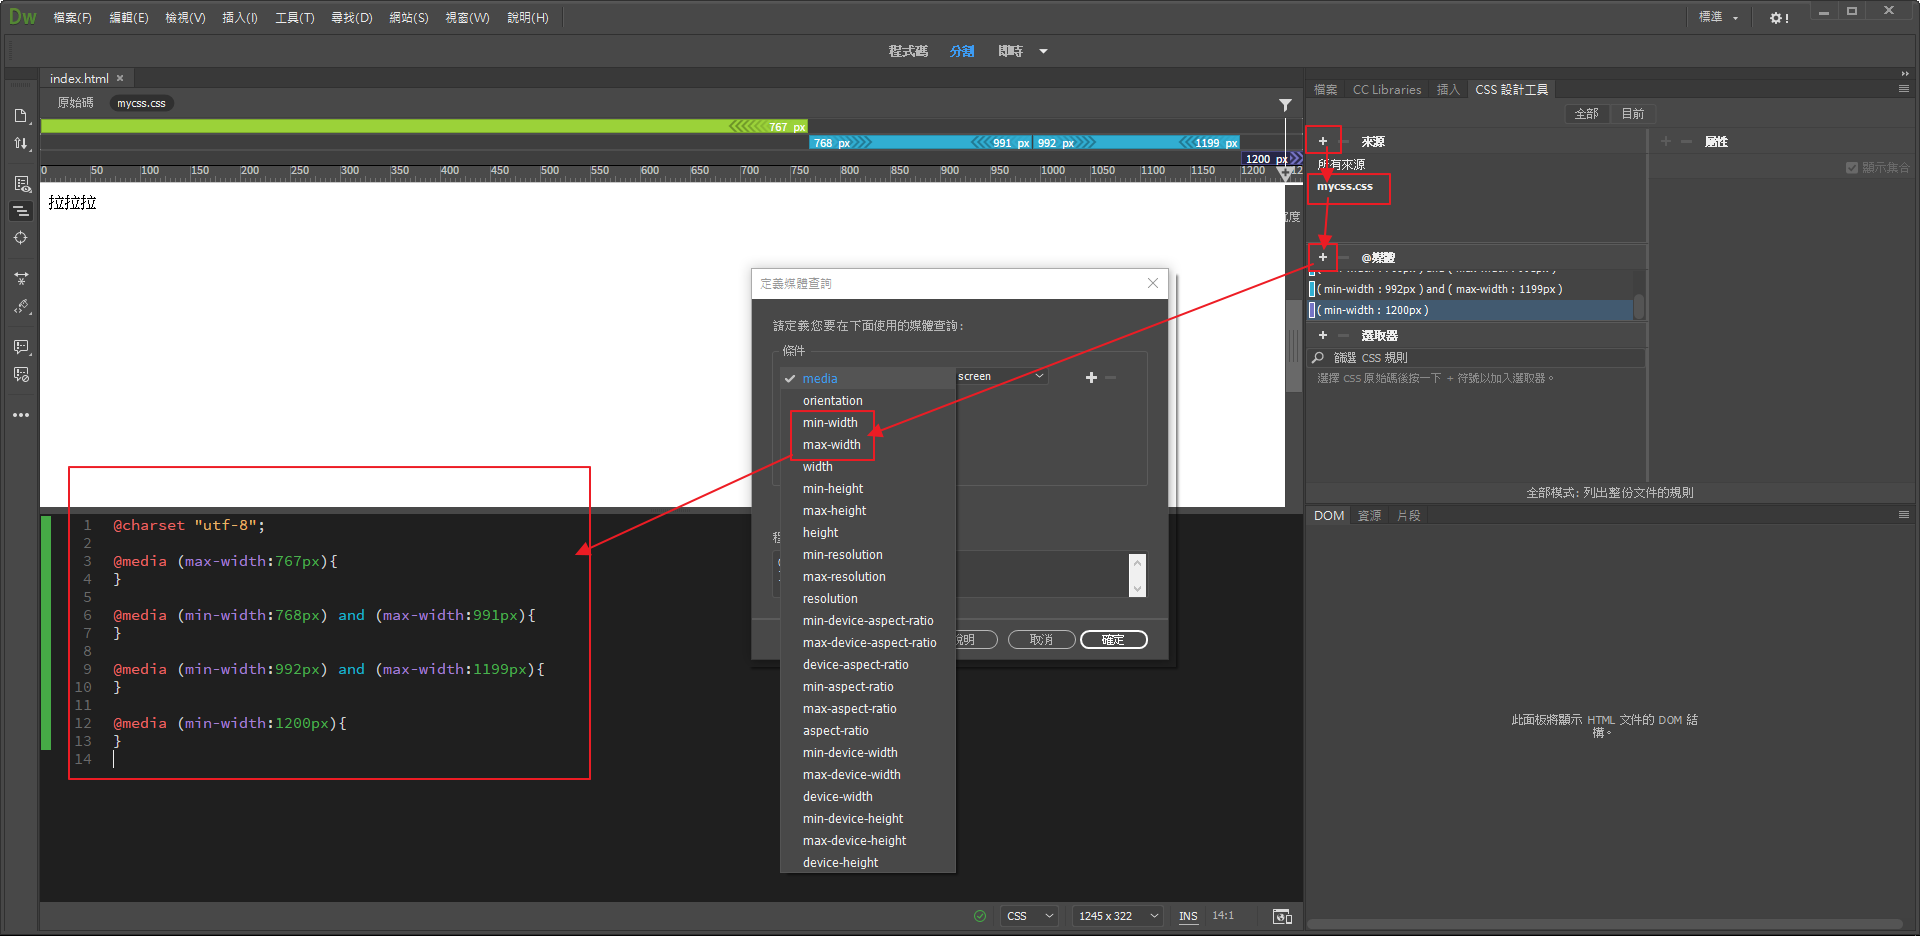 Dw 檔案(F) 編輯(E) 檢視(V) 插入(I) 工具(T) 尋找(D) 網站(S) 視窗(W) 說明(H) 標準
程式碼 分割 即時
index.html
原始碼 mycss.css
767 px
768 px 991 px 992 px 1199 px
1200 px
0 50 100 150 200 250 300 350 400 450 500 550 600 650 700 750 800 850 900 950 1000 1050 1100 1150 1200
拉拉拉
定義媒體查詢
請定義您要在下面使用的媒體查詢:
條件
media screen
orientation
min-width
max-width
width
min-height
max-height
height
min-resolution
max-resolution
resolution
min-device-aspect-ratio
max-device-aspect-ratio
device-aspect-ratio
min-aspect-ratio
max-aspect-ratio
aspect-ratio
min-device-width
max-device-width
device-width
min-device-height
max-device-height
device-height
取消 確定
1 @charset "utf-8";
2
3 @media (max-width:767px){
4 }
5
6 @media (min-width:768px) and (max-width:991px){
7 }
8
9 @media (min-width:992px) and (max-width:1199px){
10 }
11
12 @media (min-width:1200px){
13 }
14
CSS 1245 x 322 INS 14:1
檔案 CC Libraries 插入 CSS 設計工具
全部 目前
+ 來源
所有來源
mycss.css
+ @媒體
( min-width : 992px ) and ( max-width : 1199px )
( min-width : 1200px )
+ 選取器
篩選 CSS 規則
選擇 CSS 原始碼後按一下 + 符號以加入選取器。
+ 屬性
顯示集合
全部模式: 列出整份文件的規則
DOM 資源 片段
此面板將顯示 HTML 文件的 DOM 結
構。